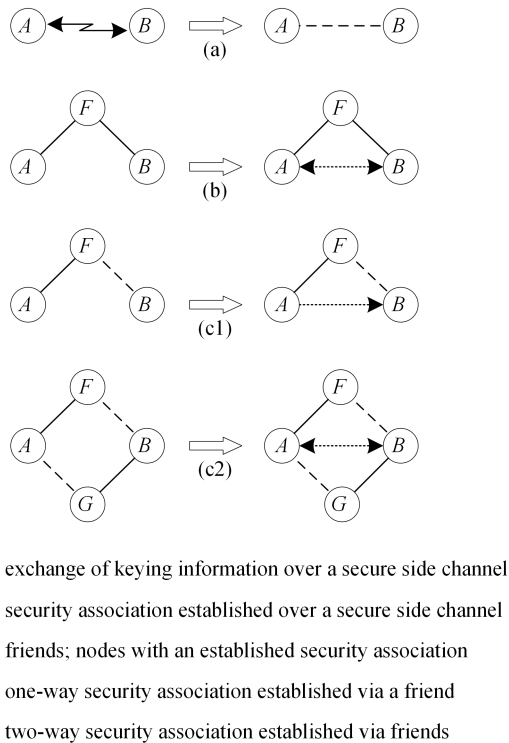 A B A B
(a)
F F
A B A B
(b)
F F
A B A B
(c1)
F F
A B A B
(c2)
G G
exchange of keying information over a secure side channel
security association established over a secure side channel
friends; nodes with an established security association
one-way security association established via a friend
two-way security association established via friends